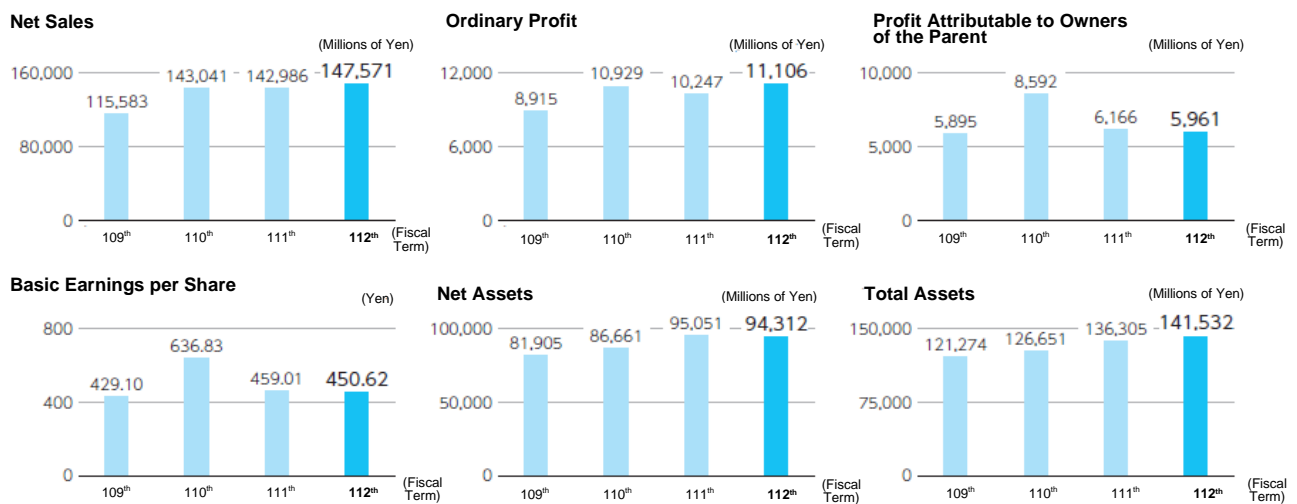 Net Sales
(Millions of Yen)
160,000
80,000
0
115,583
143,041
142,986
147,571
109th
110th
111th
112th
(Fiscal
Term)
Ordinary Profit
(Millions of Yen)
12,000
6,000
0
8,915
10,929
10,247
11,106
109th
110th
111th
112th
(Fiscal
Term)
Profit Attributable to Owners
of the Parent
(Millions of Yen)
10,000
5,000
0
5,895
8,592
6,166
5,961
109th
110th
111th
112th
(Fiscal
Term)
Basic Earnings per Share
(Yen)
800
400
0
429.10
636.83
459.01
450.62
109th
110th
111th
112th
(Fiscal
Term)
Net Assets
(Millions of Yen)
100,000
50,000
0
81,905
86,661
95,051
94,312
109th
110th
111th
112th
(Fiscal
Term)
Total Assets
(Millions of Yen)
150,000
75,000
0
121,274
126,651
136,305
141,532
109th
110th
111th
112th
(Fiscal
Term)